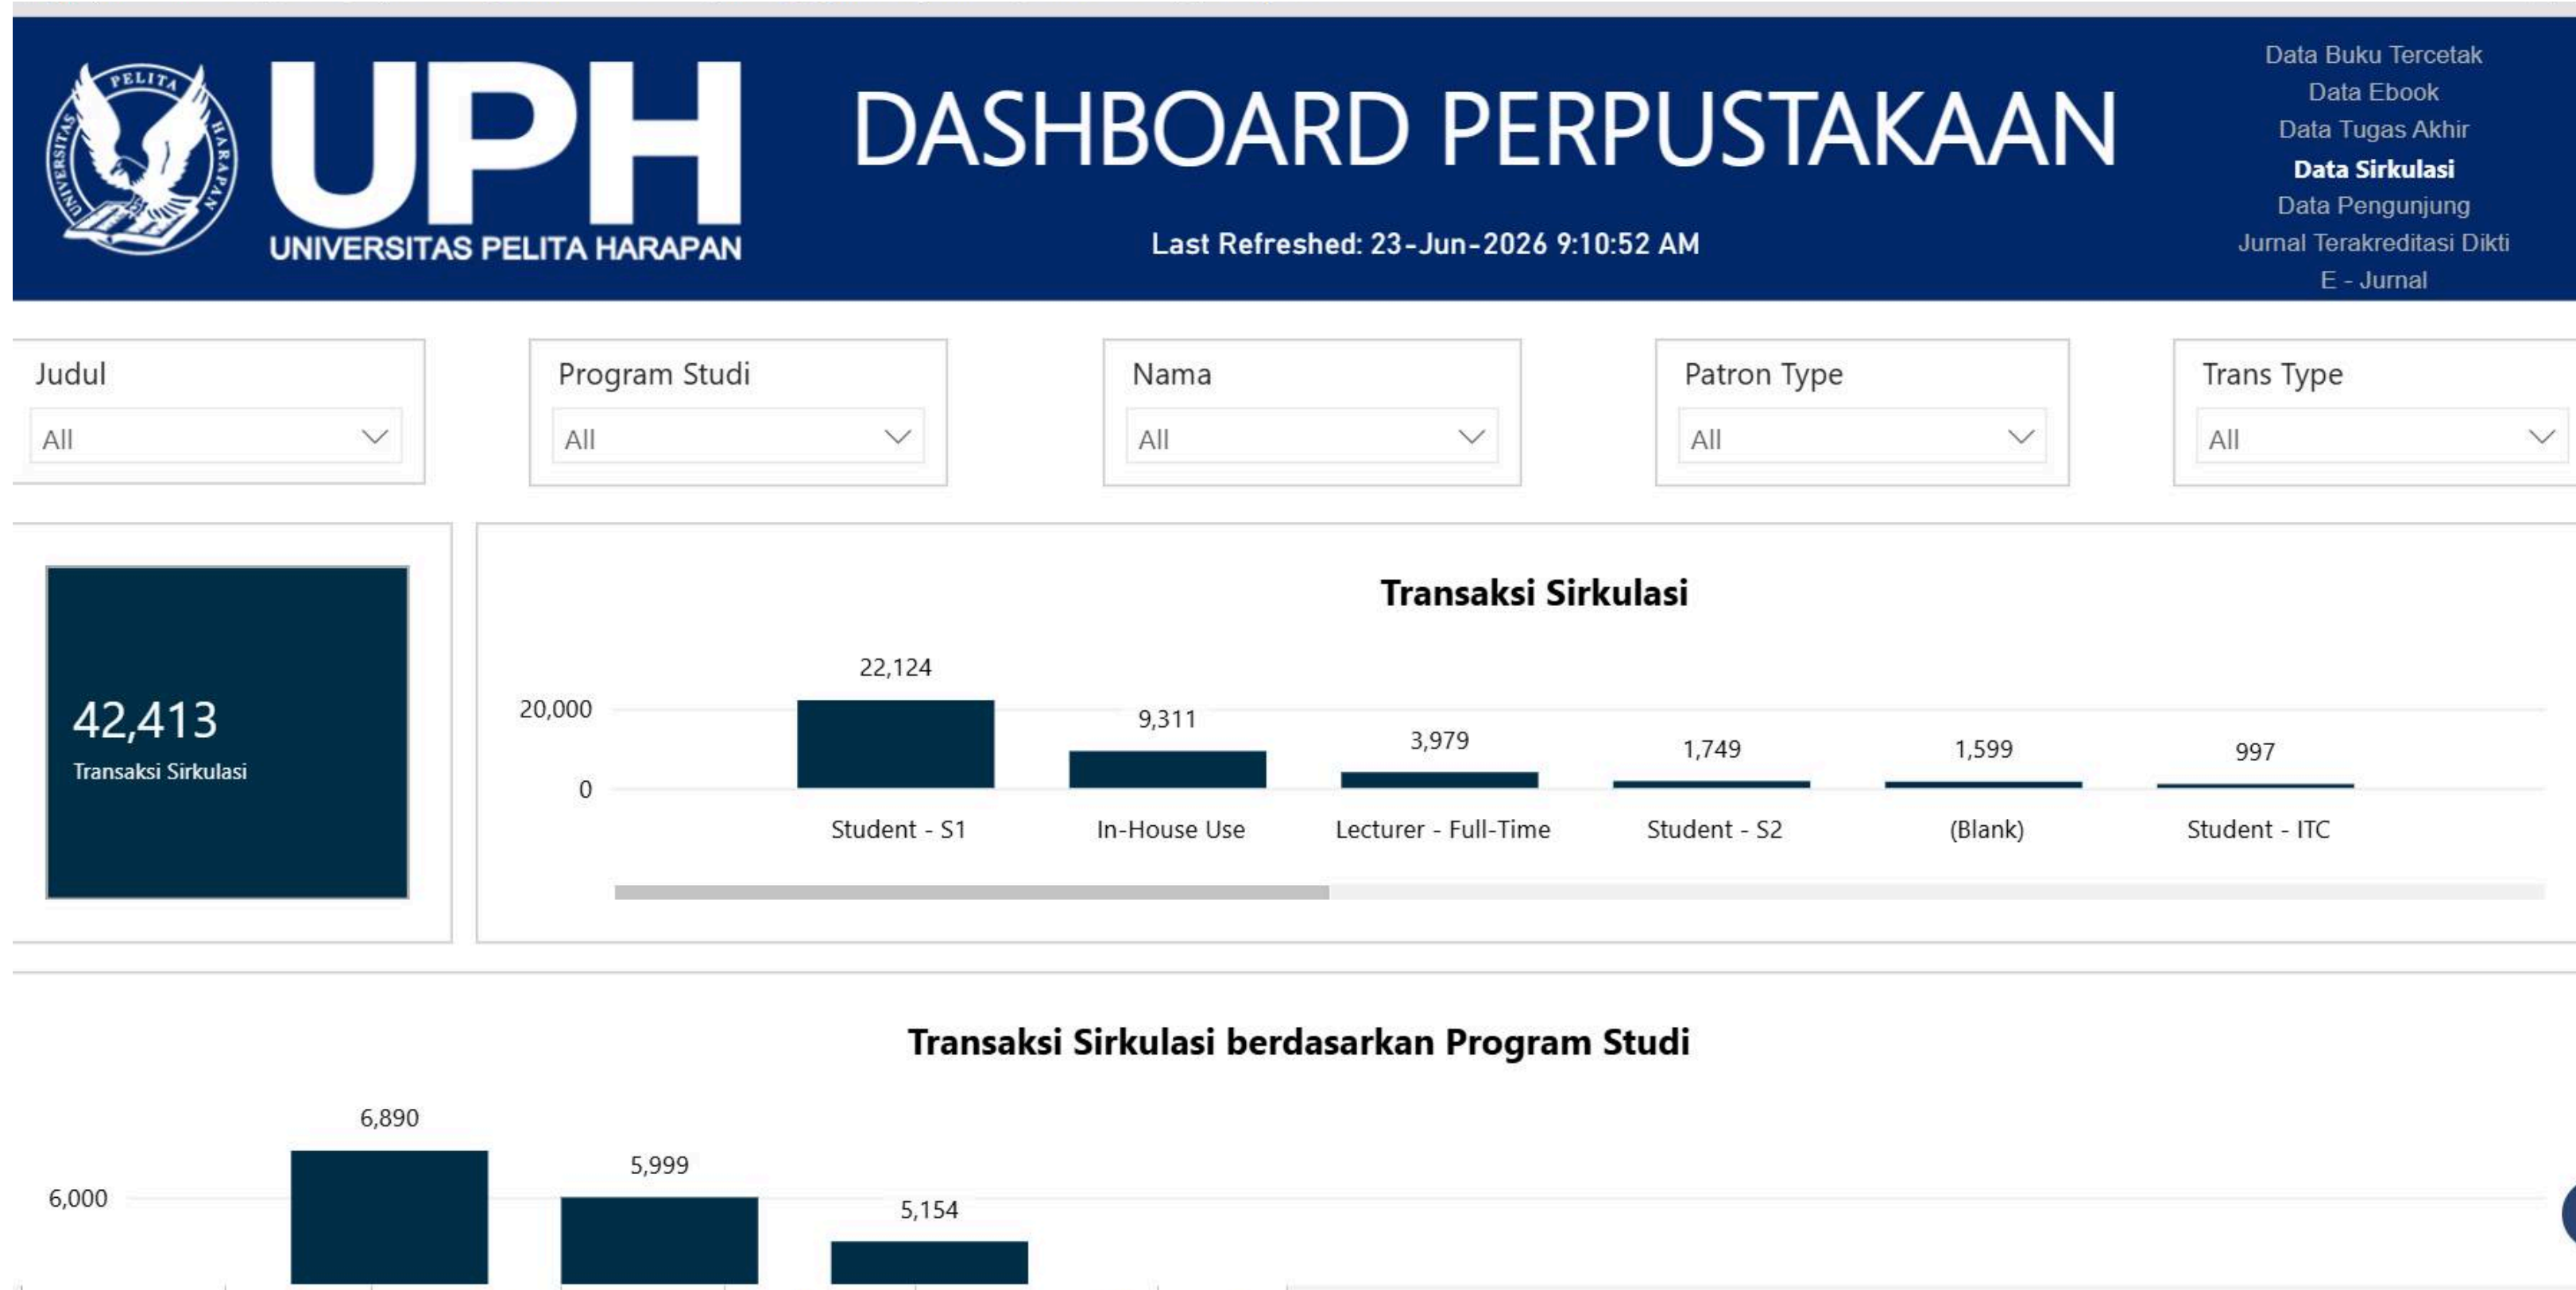 UNIVERSITAS PELITA HARAPAN
UPH
UNIVERSITAS PELITA HARAPAN
DASHBOARD PERPUSTAKAAN
Last Refreshed: 23-Jun-2026 9:10:52 AM
Data Buku Tercetak
Data Ebook
Data Tugas Akhir
Data Sirkulasi
Data Pengunjung
Jurnal Terakreditasi Dikti
E - Jurnal
Judul
All
Program Studi
All
Nama
All
Patron Type
All
Trans Type
All
42,413
Transaksi Sirkulasi
Transaksi Sirkulasi
20,000
0
22,124
9,311
3,979
1,749
1,599
997
Student - S1
In-House Use
Lecturer - Full-Time
Student - S2
(Blank)
Student - ITC
Transaksi Sirkulasi berdasarkan Program Studi
6,000
6,890
5,999
5,154